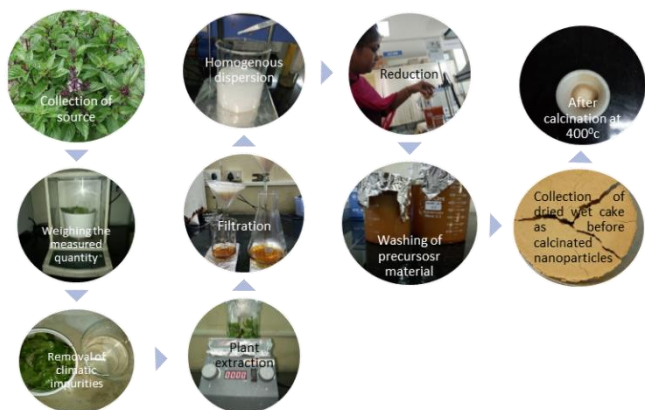 Collection of
source
Weighing the
measured
quantity
Removal of
climatic
impurities
Plant
extraction
Filtration
Homogenous
dispersion
Reduction
Washing of
precursosr
material
Collection of
dried wet cake
as before
calcinated
nanoparticles
After
calcination at
400⁰c